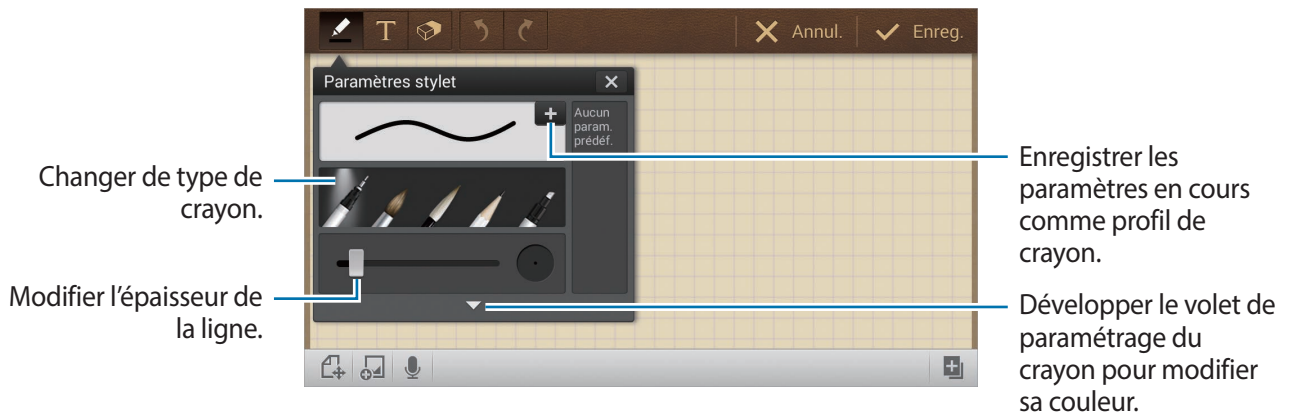 T
Annul.
Enreg.
Paramètres stylet
Aucun
param.
prédéf.
Changer de type de
crayon.
Modifier l'épaisseur de
la ligne.
Enregistrer les
paramètres en cours
comme profil de
crayon.
Développer le volet de
paramétrage du
crayon pour modifier
sa couleur.